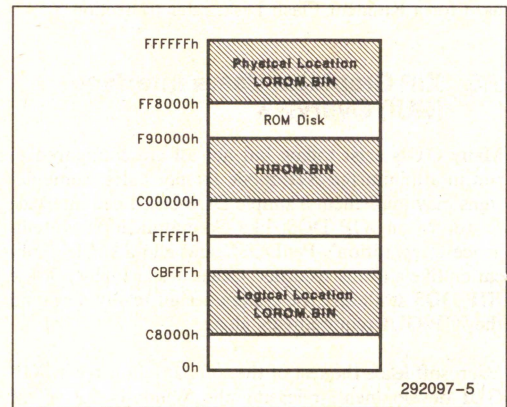 FFFFFFh
Physical Location
LOROM.BIN
FF8000h
ROM Disk
F90000h
HIROM.BIN
C00000h
FFFFFh
CBFFFh
Logical Location
LOROM.BIN
C8000h
0h
292097-5